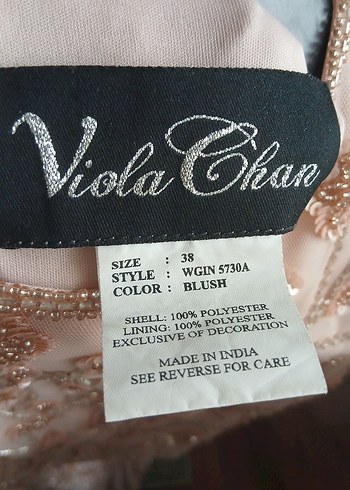 Viola Chan
SIZE : 38
STYLE : WGIN 5730A
COLOR : BLUSH
SHELL: 100% POLYESTER
LINING: 100% POLYESTER
EXCLUSIVE OF DECORATION
MADE IN INDIA
SEE REVERSE FOR CARE